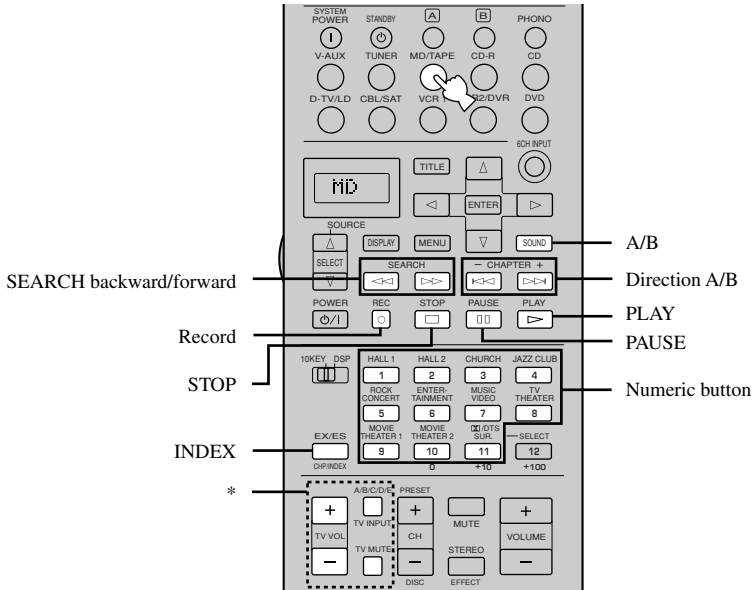 SYSTEM
POWER STANDBY A B PHONO
V-AUX TUNER MD/TAPE CD-R CD
D-TV/LD CBL/SAT VCR 1 R2/DVR DVD
6CH INPUT
TITLE
MD
ENTER
SOURCE
SELECT DISPLAY MENU SOUND A/B
SEARCH backward/forward SEARCH – CHAPTER + Direction A/B
POWER REC STOP PAUSE PLAY PLAY
Record PAUSE
10KEY DSP HALL 1 HALL 2 CHURCH JAZZ CLUB
STOP 1 2 3 4 Numeric button
ROCK CONCERT ENTER-TAINMENT MUSIC VIDEO TV THEATER
5 6 7 8
EX/ES MOVIE THEATER 1 MOVIE THEATER 2 /DTS SUR. SELECT
INDEX 9 10 11 12
CHP/INDEX 0 +10 +100
* A/B/C/D/E PRESET
+ + +
TV INPUT MUTE
TV VOL CH VOLUME
TV MUTE STEREO
– – –
DISC EFFECT